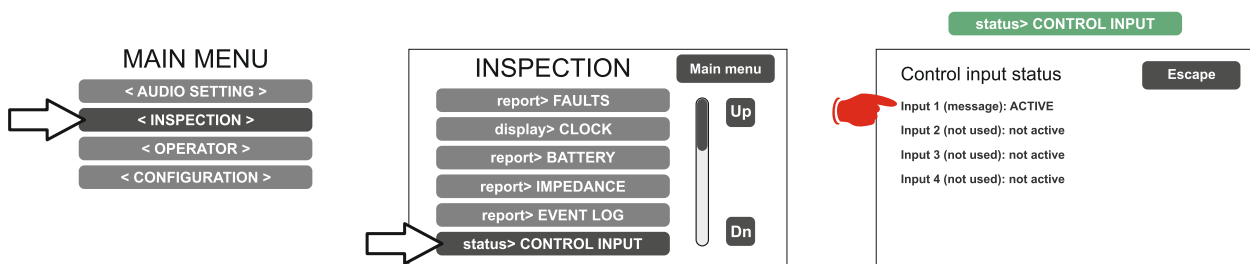 MAIN MENU
< AUDIO SETTING >
< INSPECTION >
< OPERATOR >
< CONFIGURATION >
INSPECTION
Main menu
report> FAULTS
display> CLOCK
report> BATTERY
report> IMPEDANCE
report> EVENT LOG
status> CONTROL INPUT
Up
Dn
status> CONTROL INPUT
Control input status
Escape
Input 1 (message): ACTIVE
Input 2 (not used): not active
Input 3 (not used): not active
Input 4 (not used): not active